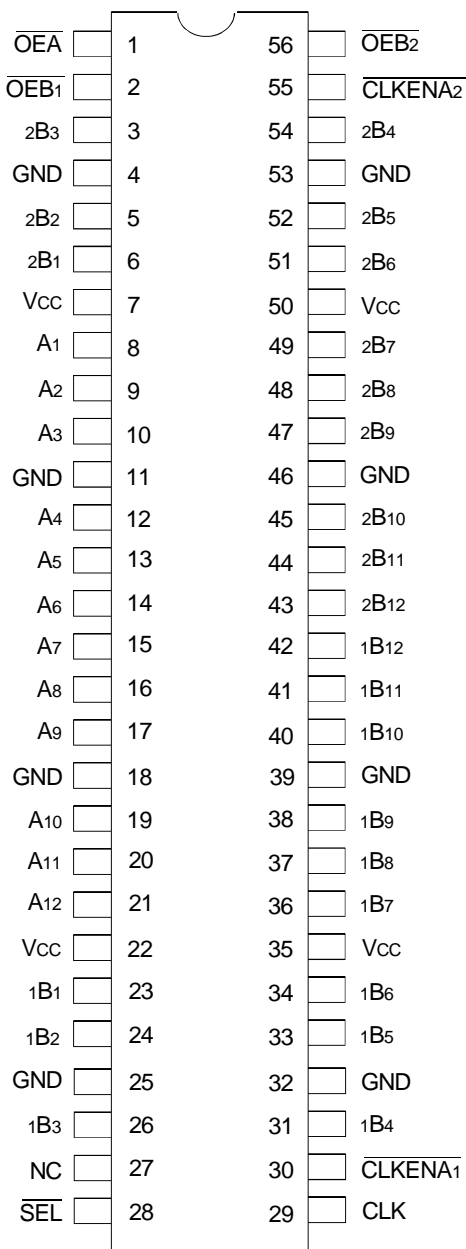 OEA 1 56 OEB2
OEB1 2 55 CLKENA2
2B3 3 54 2B4
GND 4 53 GND
2B2 5 52 2B5
2B1 6 51 2B6
VCC 7 50 VCC
A1 8 49 2B7
A2 9 48 2B8
A3 10 47 2B9
GND 11 46 GND
A4 12 45 2B10
A5 13 44 2B11
A6 14 43 2B12
A7 15 42 1B12
A8 16 41 1B11
A9 17 40 1B10
GND 18 39 GND
A10 19 38 1B9
A11 20 37 1B8
A12 21 36 1B7
VCC 22 35 VCC
1B1 23 34 1B6
1B2 24 33 1B5
GND 25 32 GND
1B3 26 31 1B4
NC 27 30 CLKENA1
SEL 28 29 CLK